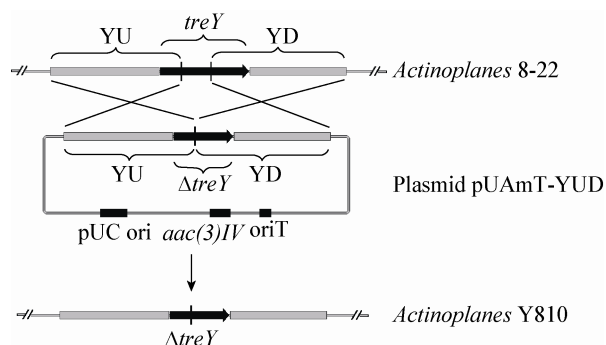 treY
YU YD
Actinoplanes 8-22
YU ΔtreY YD
Plasmid pUAmT-YUD
pUC ori aac(3)IV oriT
Actinoplanes Y810
ΔtreY